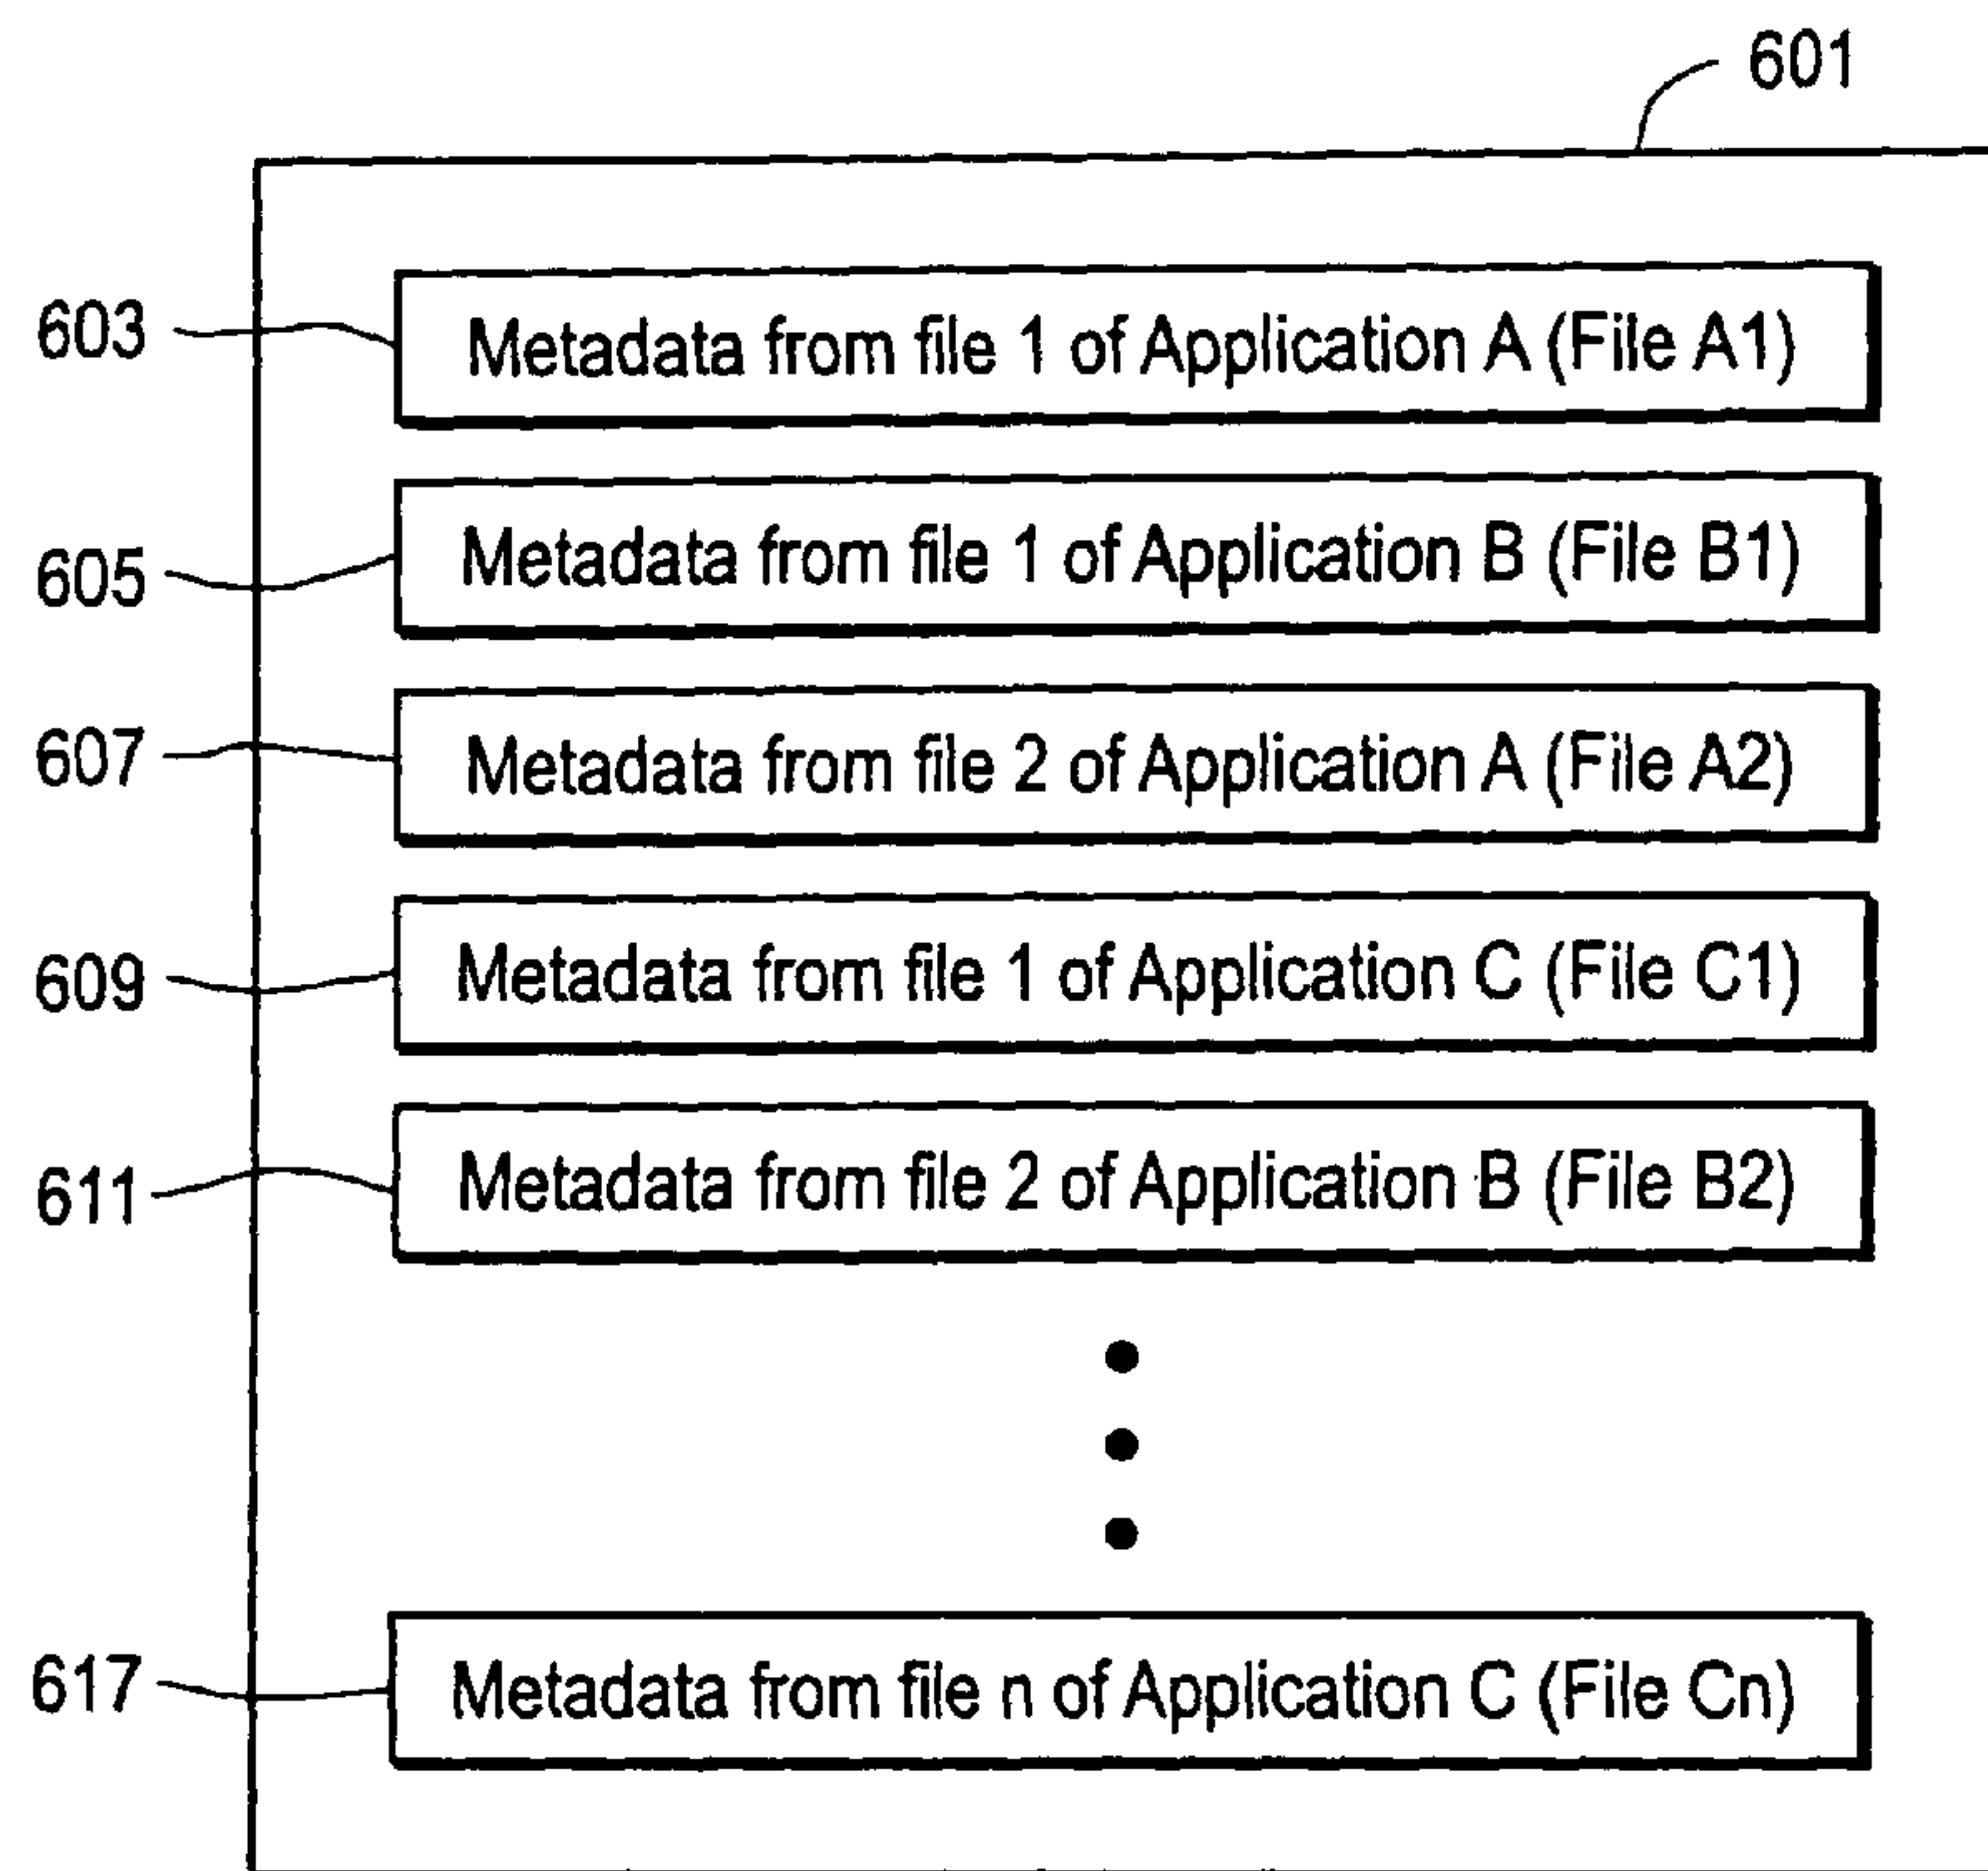 601
603 Metadata from file 1 of Application A (File A1)
605 Metadata from file 1 of Application B (File B1)
607 Metadata from file 2 of Application A (File A2)
609 Metadata from file 1 of Application C (File C1)
611 Metadata from file 2 of Application B (File B2)
617 Metadata from file n of Application C (File Cn)